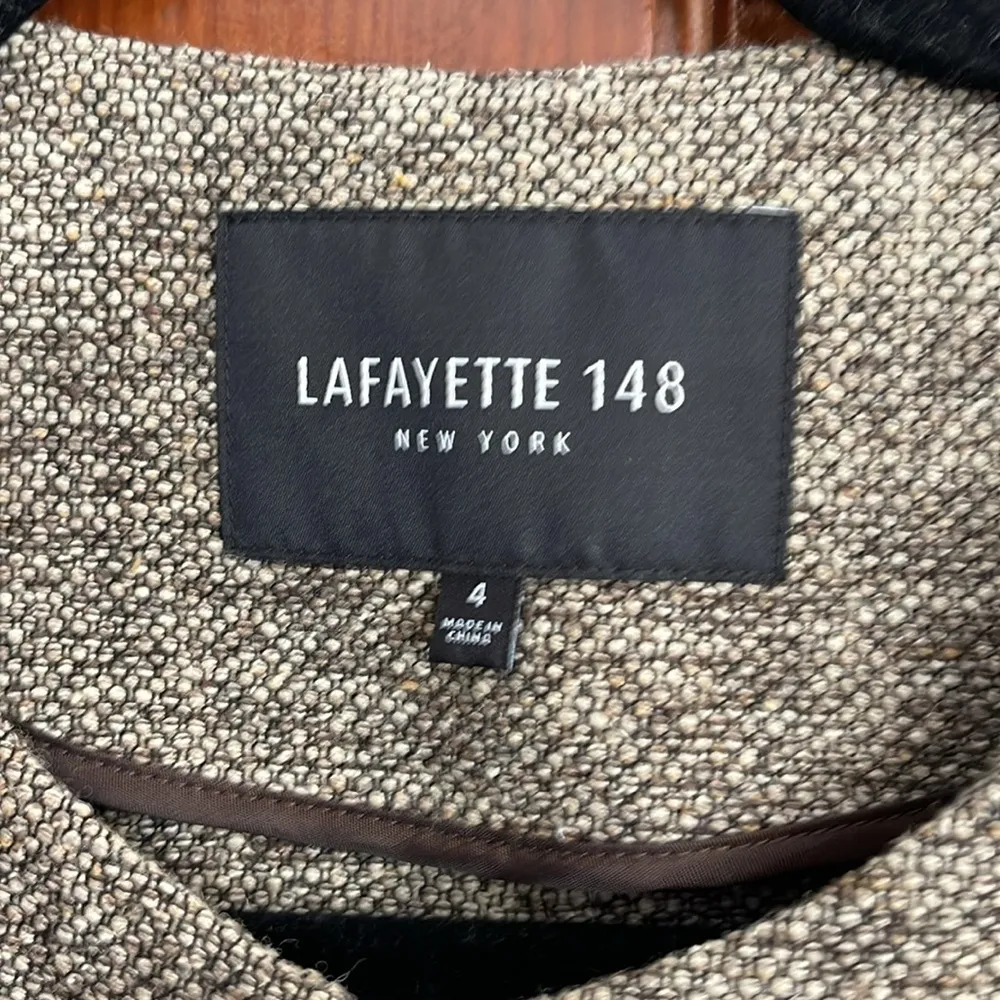 LAFAYETTE 148
NEW YORK
4
MADE IN
CHINA